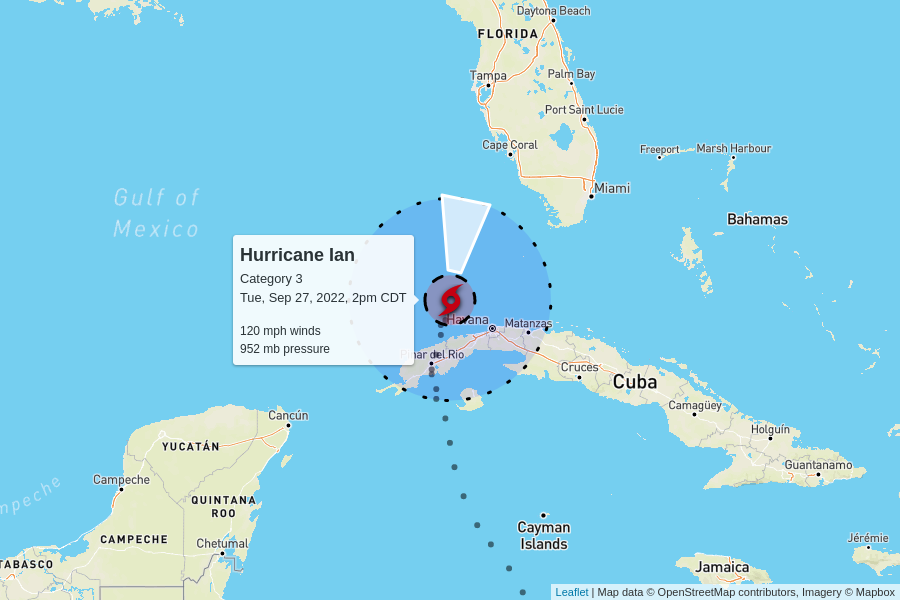 Daytona Beach
FLORIDA
Tampa
Palm Bay
Port Saint Lucie
Cape Coral
Freeport
Marsh Harbour
Gulf of
Mexico
Miami
Bahamas
Hurricane Ian
Category 3
Tue, Sep 27, 2022, 2pm CDT
120 mph winds
952 mb pressure
Havana
Matanzas
Pinar del Rio
Cruces
Cuba
Camagüey
Cancún
Holguín
YUCATÁN
Guantanamo
Campeche
mpeche
QUINTANA
ROO
Cayman
Islands
CAMPECHE
Chetumal
Jérémie
TABASCO
Jamaica
Leaflet | Map data © OpenStreetMap contributors, Imagery © Mapbox